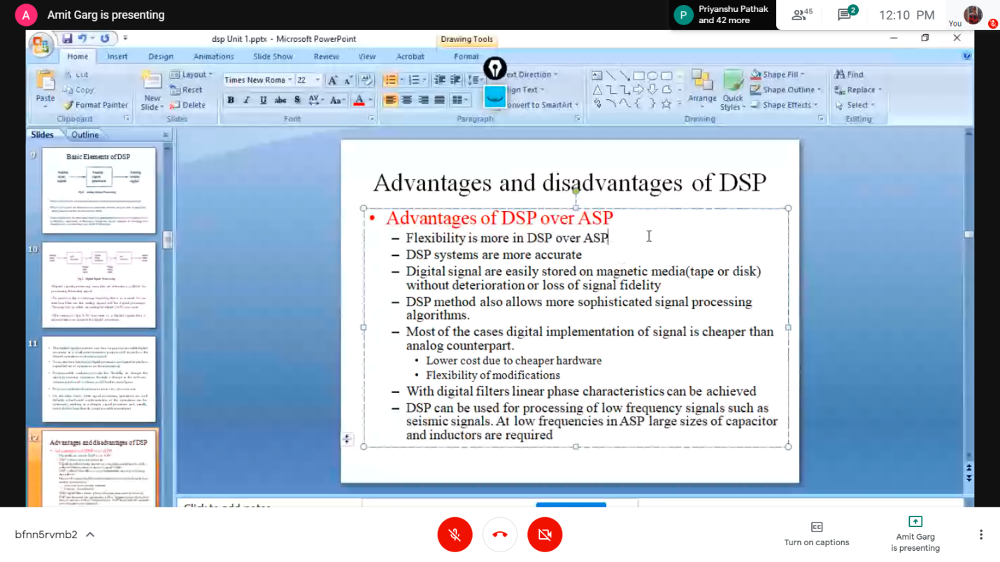 A Amit Garg is presenting
P Priyanshu Pathak
and 42 more
45
2
12:10 PM
You
dsp Unit 1.pptx - Microsoft PowerPoint
Drawing Tools
Home Insert Design Animations Slide Show Review View Acrobat Format
Paste
Cut
Copy
Format Painter
Clipboard
New
Slide
Layout
Reset
Delete
Slides
Times New Roma 22
B I U abc S AV Aa A
Font
ext Direction
lign Text
onvert to SmartArt
Paragraph
Arrange
Quick
Styles
Shape Fill
Shape Outline
Shape Effects
Drawing
Find
Replace
Select
Editing
Slides Outline
9
Basic Elements of DSP
10
11
12
Advantages and disadvantages of DSP
Advantages and disadvantages of DSP
• Advantages of DSP over ASP
– Flexibility is more in DSP over ASP
– DSP systems are more accurate
– Digital signal are easily stored on magnetic media(tape or disk)
without deterioration or loss of signal fidelity
– DSP method also allows more sophisticated signal processing
algorithms.
– Most of the cases digital implementation of signal is cheaper than
analog counterpart.
• Lower cost due to cheaper hardware
• Flexibility of modifications
– With digital filters linear phase characteristics can be achieved
– DSP can be used for processing of low frequency signals such as
seismic signals. At low frequencies in ASP large sizes of capacitor
and inductors are required
Click to add notes
bfnn5rvmb2
Turn on captions
Amit Garg
is presenting